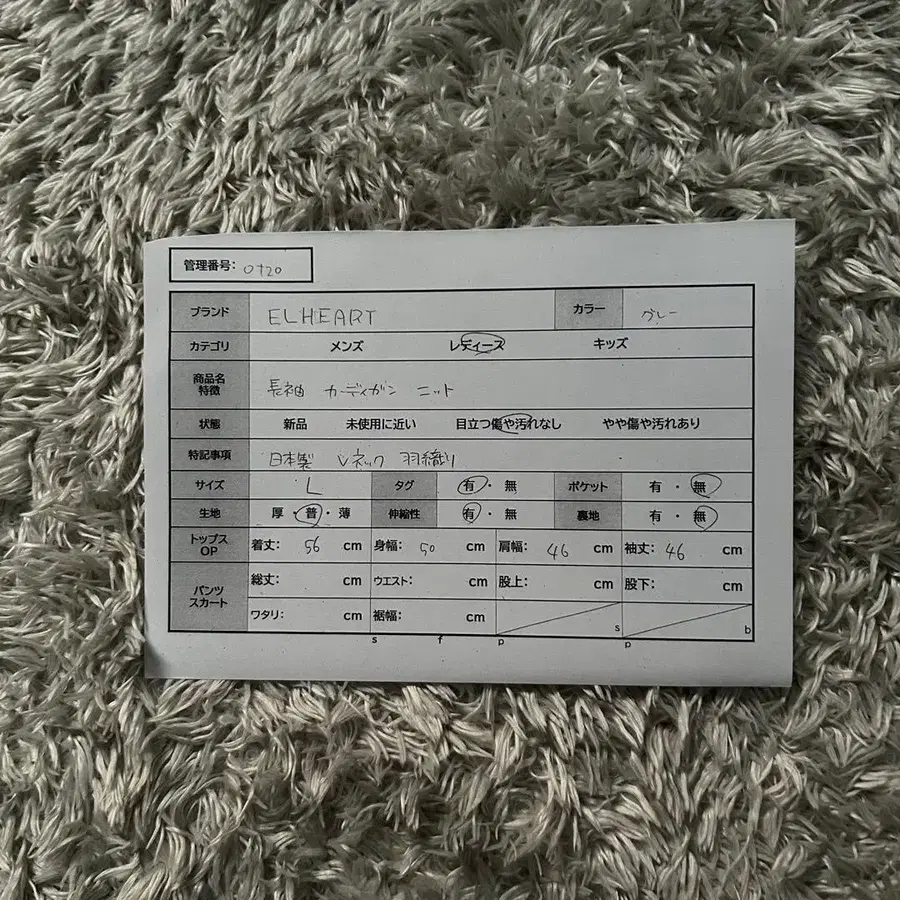 管理番号: 0420
ブランド ELHEART カラー グレー
カテゴリ メンズ レディース キッズ
商品名 特徴 長袖 カーディガン ニット
状態 新品 未使用に近い 目立つ傷や汚れなし やや傷や汚れあり
特記事項 日本製 Vネック 羽織り
サイズ L タグ 有・無 ポケット 有・無
生地 厚・普・薄 伸縮性 有・無 裏地 有・無
トップス OP 着丈: 56 cm 身幅: 50 cm 肩幅: 46 cm 袖丈: 46 cm
パンツ スカート 総丈: cm ウエスト: cm 股上: cm 股下: cm
ワタリ: cm 裾幅: cm s b
s f p p